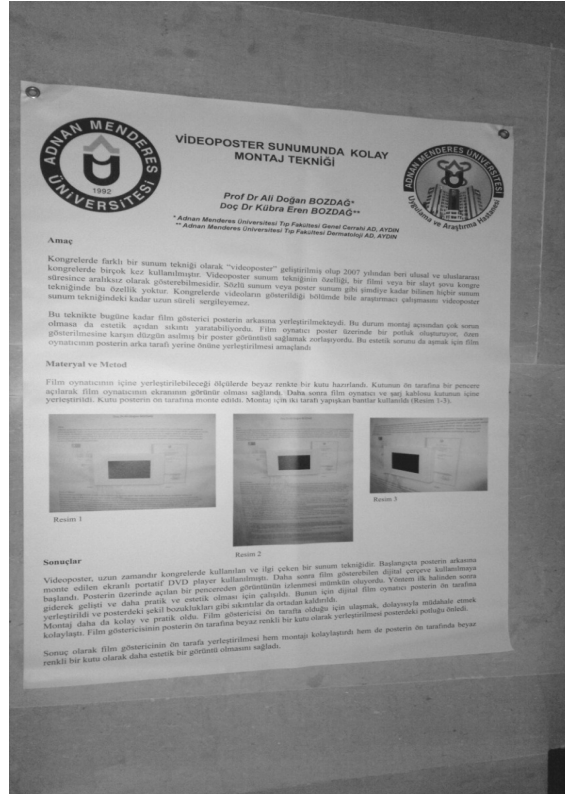 ADNAN MENDERES
ÜNİVERSİTESİ
1992
VİDEOPOSTER SUNUMUNDA KOLAY
MONTAJ TEKNİĞİ
Prof Dr Ali Doğan BOZDAĞ*
Doç Dr Kübra Eren BOZDAĞ**
* Adnan Menderes Üniversitesi Tıp Fakültesi Genel Cerrahi AD, AYDIN
** Adnan Menderes Üniversitesi Tıp Fakültesi Dermatoloji AD, AYDIN
ADNAN MENDERES ÜNİVERSİTESİ
Uygulama ve Araştırma Hastanesi
Amaç
Kongrelerde farklı bir sunum tekniği olarak "videoposter" geliştirilmiş olup 2007 yılından beri ulusal ve uluslararası
kongrelerde birçok kez kullanılmıştır. Videoposter sunum tekniğinin özelliği, bir filmi veya bir slayt şovu kongre
süresince aralıksız olarak gösterebilmesidir. Sözlü sunum veya poster sunum gibi şimdiye kadar bilinen hiçbir sunum
tekniğinde bu özellik yoktur. Kongrelerde videoların gösterildiği bölümde bile araştırmacı çalışmasını videoposter
sunum tekniğindeki kadar uzun süreli sergileyemez.
Bu teknikte bugüne kadar film gösterici posterin arkasına yerleştirilmekteydi. Bu durum montaj açısından çok sorun
olmasa da estetik açıdan sıkıntı yaratabiliyordu. Film oynatıcı poster üzerinde bir potluk oluşturuyor, özen
gösterilmesine karşın düzgün asılmış bir poster görüntüsü sağlamak zorlaşıyordu. Bu estetik sorunu da aşmak için film
oynatıcının posterin arka tarafı yerine önüne yerleştirilmesi amaçlandı
Materyal ve Metod
Film oynatıcının içine yerleştirilebileceği ölçülerde beyaz renkte bir kutu hazırlandı. Kutunun ön tarafına bir pencere
açılarak film oynatıcının ekranının görünür olması sağlandı. Daha sonra film oynatıcı ve şarj kablosu kutunun içine
yerleştirildi. Kutu posterin ön tarafına monte edildi. Montaj için iki tarafı yapışkan bantlar kullanıldı (Resim 1-3).
Resim 1
Resim 2
Resim 3
Sonuçlar
Videoposter, uzun zamandır kongrelerde kullanılan ve ilgi çeken bir sunum tekniğidir. Başlangıçta posterin arkasına
monte edilen ekranlı portatif DVD player kullanılmıştı. Daha sonra film gösterebilen dijital çerçeve kullanılmaya
başlandı. Posterin üzerinde açılan bir pencereden görüntünün izlenmesi mümkün oluyordu. Yöntem ilk halinden sonra
giderek gelişti ve daha pratik ve estetik olması için çalışıldı. Bunun için dijital film oynatıcı posterin ön tarafına
yerleştirildi ve posterdeki şekil bozuklukları gibi sıkıntılar da ortadan kaldırıldı.
Montaj daha da kolay ve pratik oldu. Film göstericisi ön tarafta olduğu için ulaşmak, dolayısıyla müdahale etmek
kolaylaştı. Film göstericisinin posterin ön tarafına beyaz renkli bir kutu olarak yerleştirilmesi posterdeki potluğu önledi.
Sonuç olarak film göstericinin ön tarafa yerleştirilmesi hem montajı kolaylaştırdı hem de posterin ön tarafında beyaz
renkli bir kutu olarak daha estetik bir görüntü olmasını sağladı.